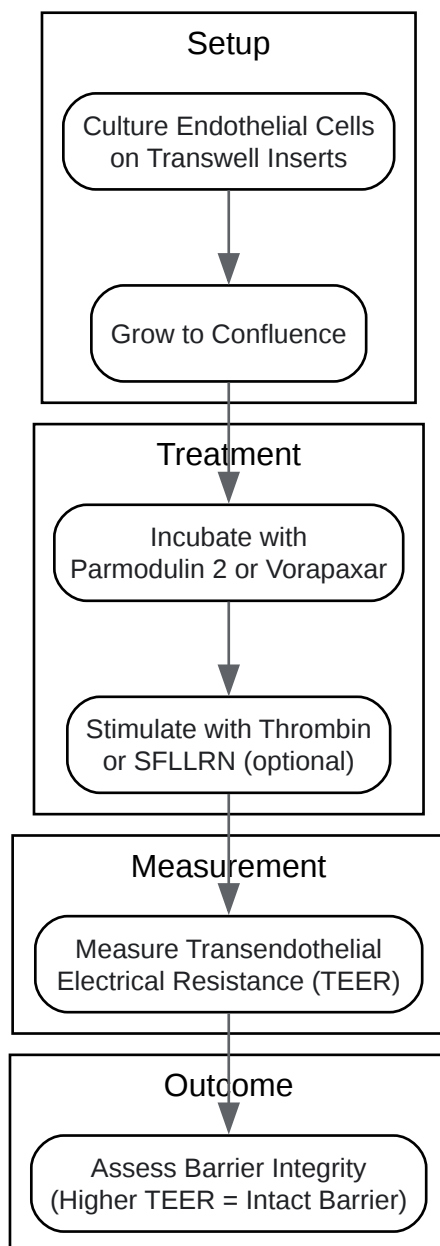 Setup
Culture Endothelial Cells
on Transwell Inserts
Grow to Confluence
Treatment
Incubate with
Parmodulin 2 or Vorapaxar
Stimulate with Thrombin
or SFLLRN (optional)
Measurement
Measure Transendothelial
Electrical Resistance (TEER)
Outcome
Assess Barrier Integrity
(Higher TEER = Intact Barrier)